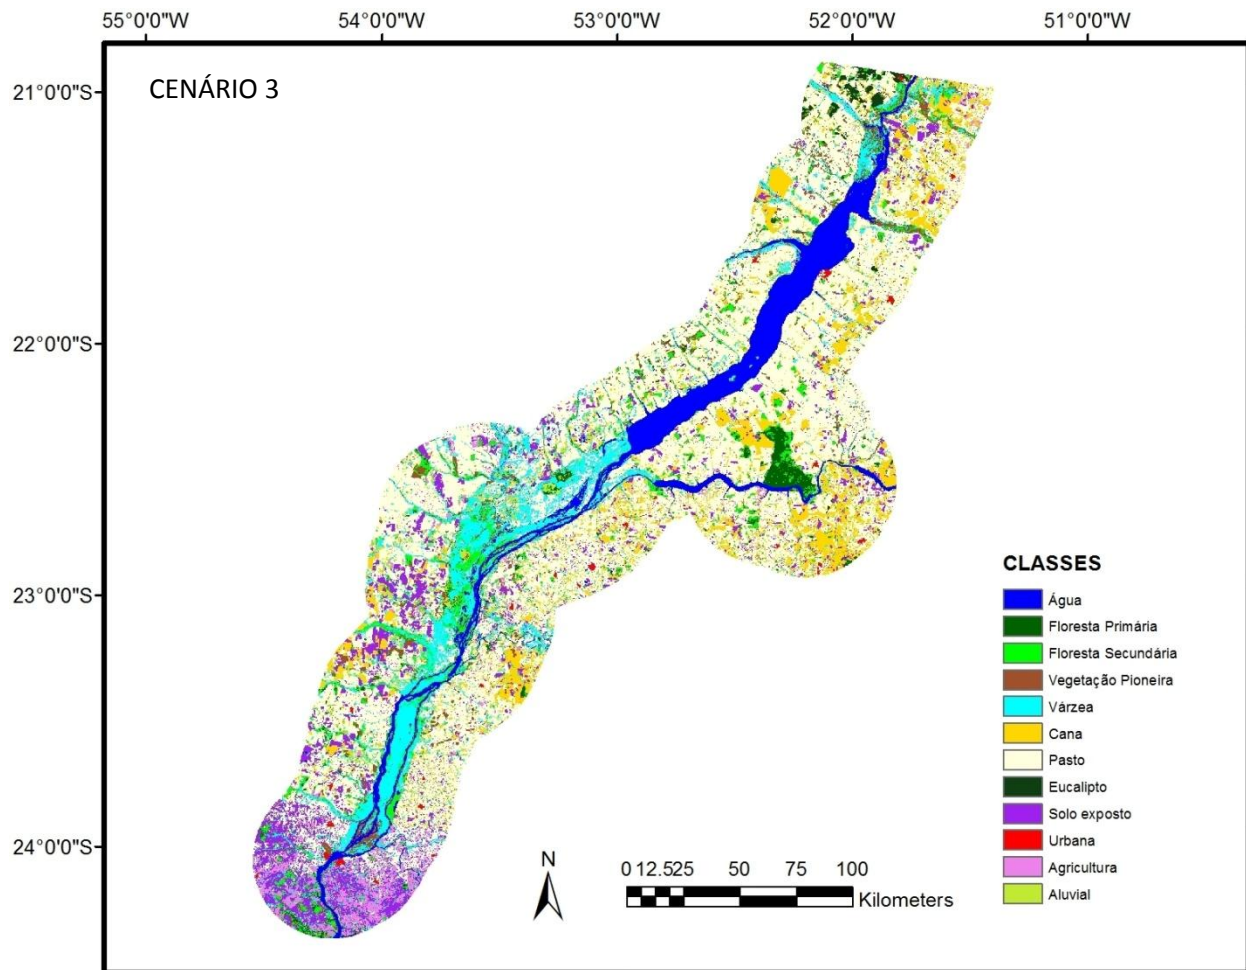 55°0'0"W 54°0'0"W 53°0'0"W 52°0'0"W 51°0'0"W
CENÁRIO 3
21°0'0"S
22°0'0"S
23°0'0"S
24°0'0"S
CLASSES
Água
Floresta Primária
Floresta Secundária
Vegetação Pioneira
Várzea
Cana
Pasto
Eucalipto
Solo exposto
Urbana
Agricultura
Aluvial
N
0 12.525 50 75 100
Kilometers